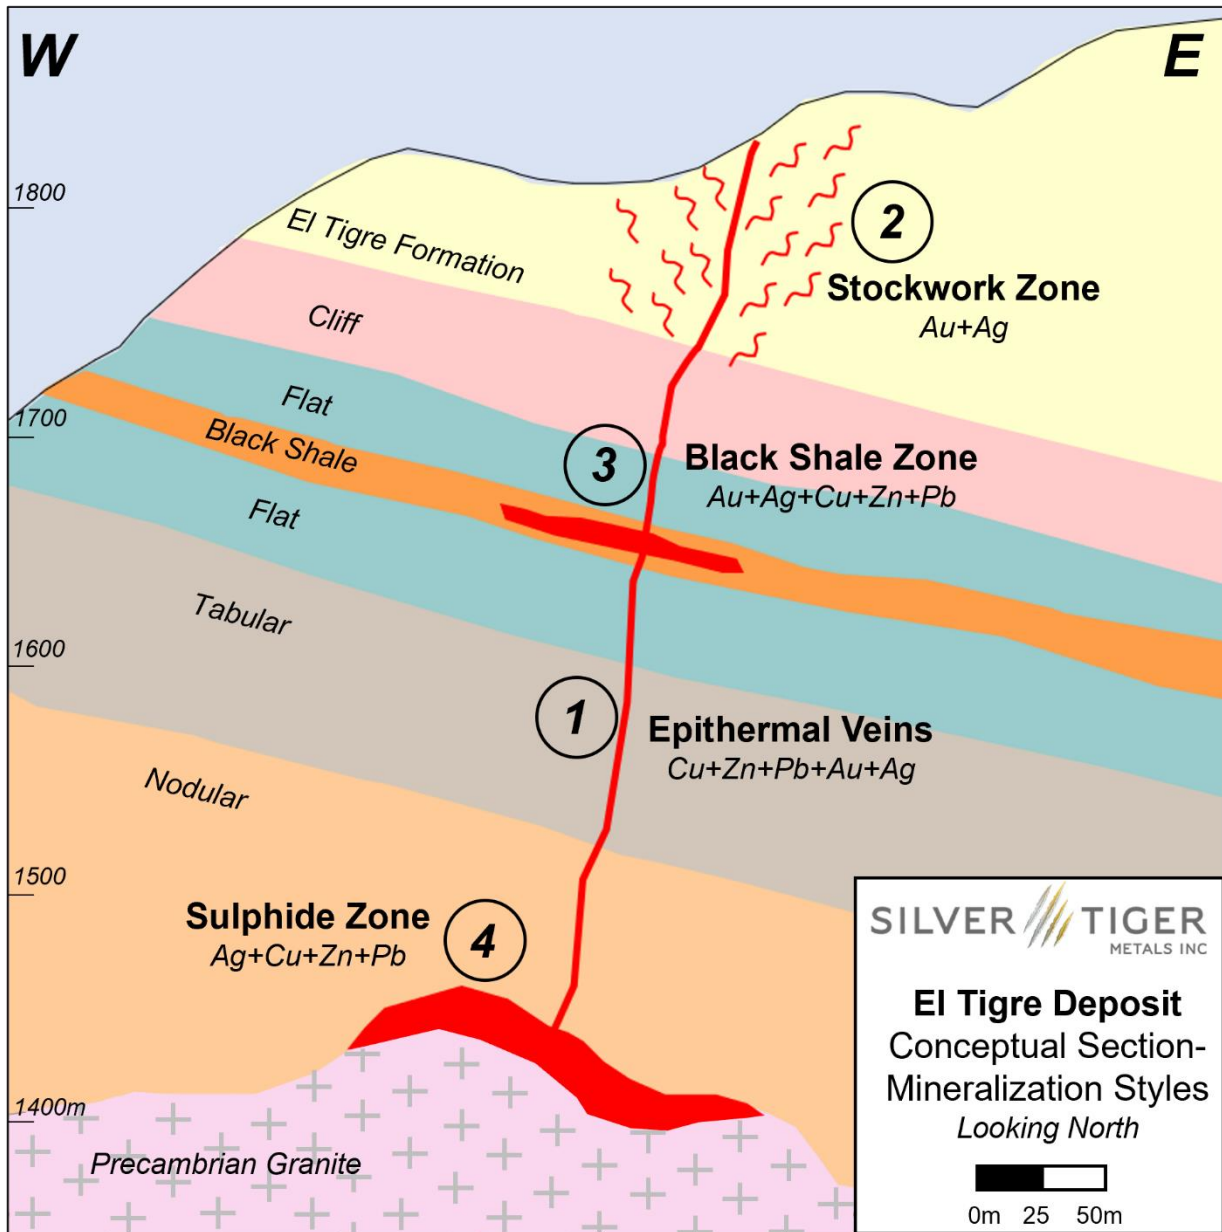 W
E
1800
El Tigre Formation
2
Stockwork Zone
Au+Ag
Cliff
Flat
1700
Black Shale
3
Black Shale Zone
Au+Ag+Cu+Zn+Pb
Flat
Tabular
1600
1
Epithermal Veins
Cu+Zn+Pb+Au+Ag
Nodular
1500
Sulphide Zone
Ag+Cu+Zn+Pb
4
1400m
Precambrian Granite
SILVER TIGER
METALS INC
El Tigre Deposit
Conceptual Section-
Mineralization Styles
Looking North
0m 25 50m